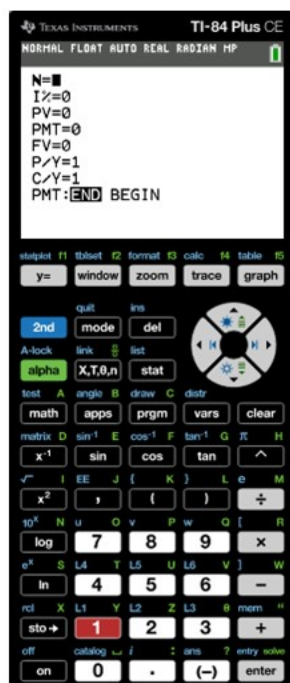 TEXAS INSTRUMENTS TI-84 Plus CE
NORMAL FLOAT AUTO REAL RADIAN MP
N=
I%=0
PV=0
PMT=0
FV=0
P/Y=1
C/Y=1
PMT:END BEGIN
statplot f1 tblset f2 format f3 calc f4 table f5
y= window zoom trace graph
quit ins
2nd mode del
A-lock link list
alpha X,T,θ,n stat
test A angle B draw C distr
math apps prgm vars clear
matrix D sin⁻¹ E cos⁻¹ F tan⁻¹ G π H
x⁻¹ sin cos tan ^
√ I EE J { K } L e M
x² , ( ) ÷
10ˣ N u O v P w Q [ R
log 7 8 9 ×
eˣ S L4 T L5 U L6 V ] W
ln 4 5 6 −
rcl X L1 Y L2 Z L3 θ mem "
sto→ 1 2 3 +
off catalog i : ans ? entry solve
on 0 . (−) enter